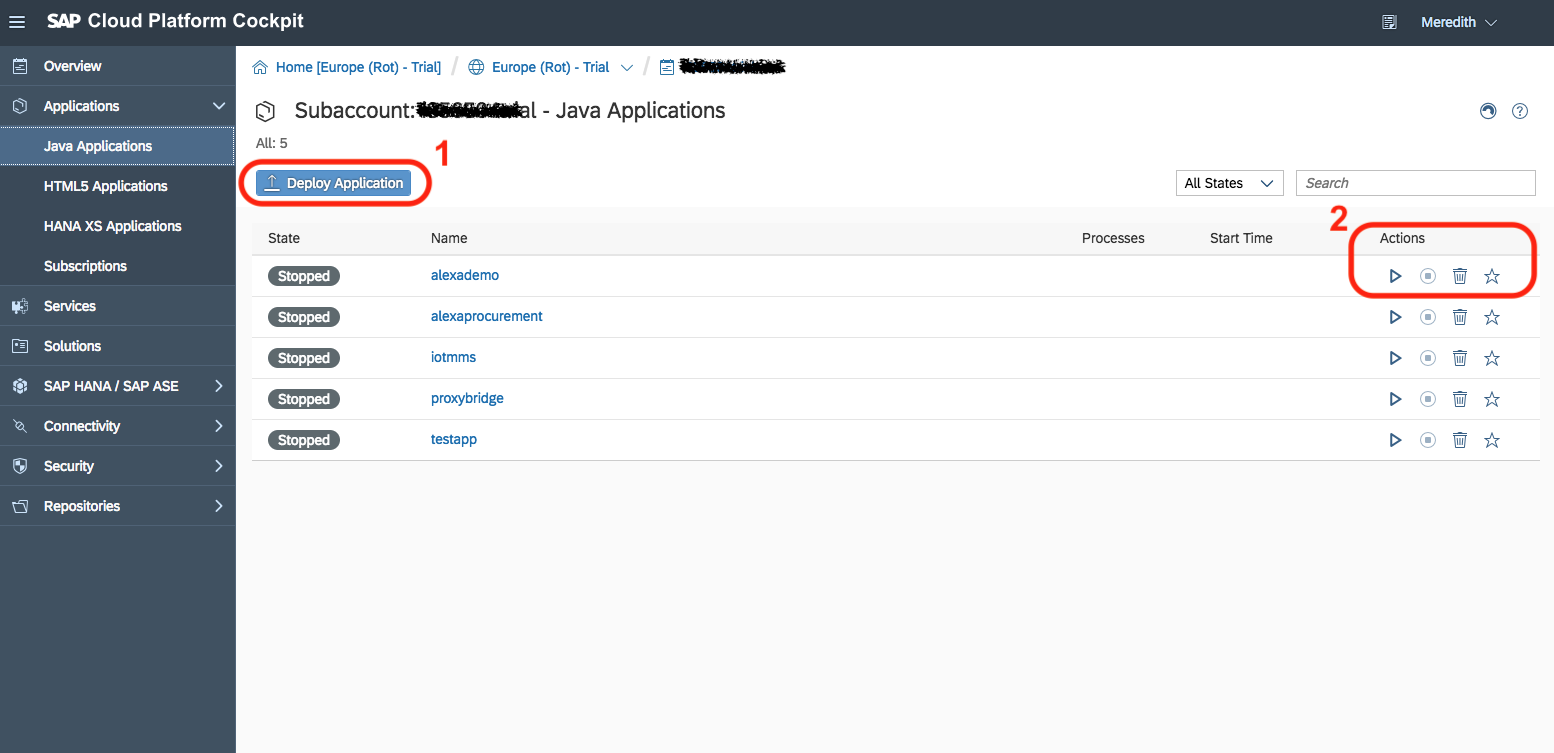 SAP Cloud Platform Cockpit
Meredith
Overview
Applications
Java Applications
HTML5 Applications
HANA XS Applications
Subscriptions
Services
Solutions
SAP HANA / SAP ASE
Connectivity
Security
Repositories
Home [Europe (Rot) - Trial] / Europe (Rot) - Trial /
Subaccount: al - Java Applications
All: 5
1
Deploy Application
All States
Search
2
State Name Processes Start Time Actions
Stopped alexademo
Stopped alexaprocurement
Stopped iotmms
Stopped proxybridge
Stopped testapp